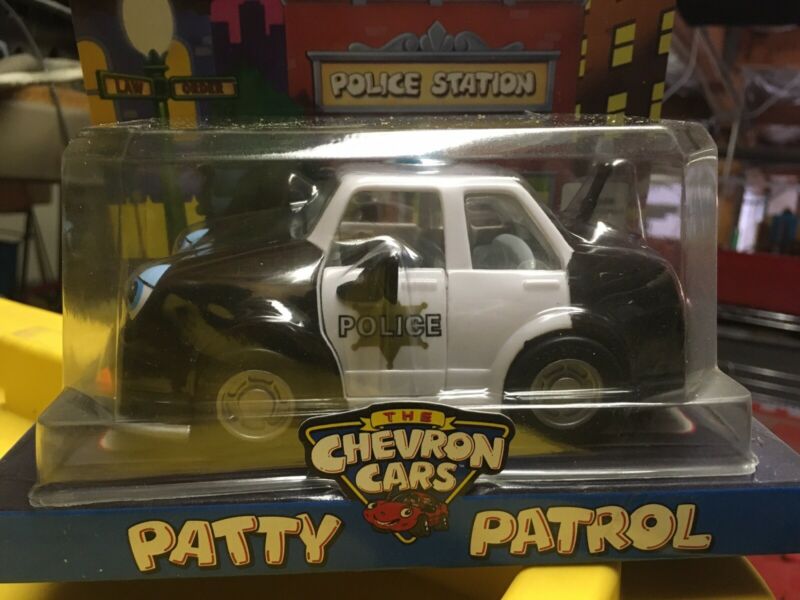 LAW ORDER
POLICE STATION
POLICE
THE
CHEVRON
CARS
PATTY PATROL